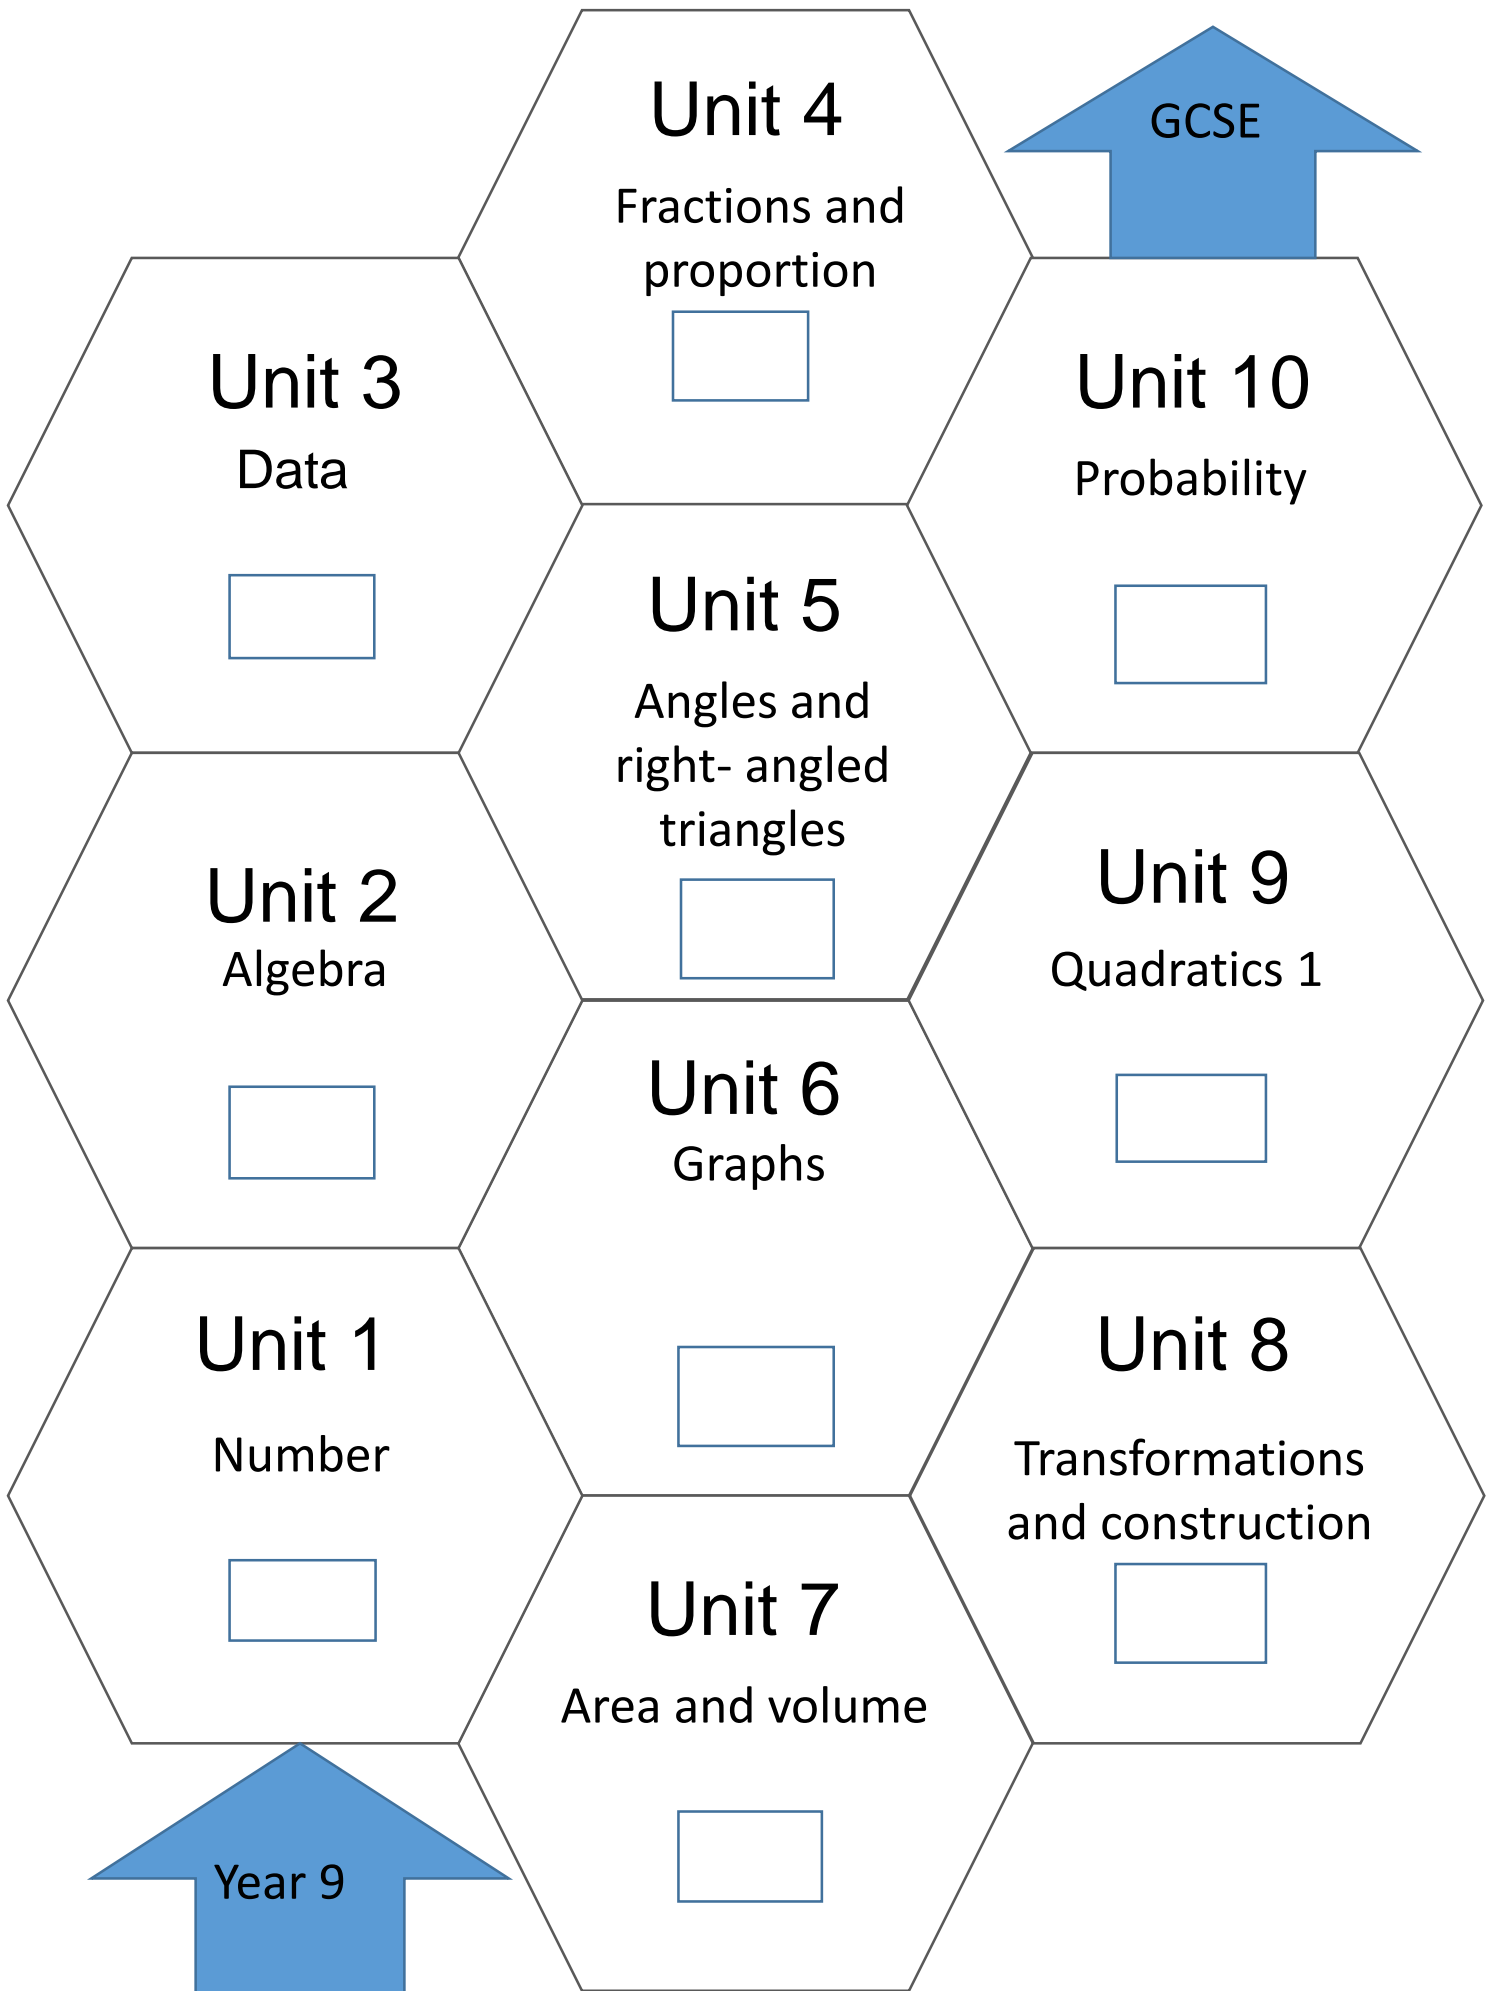 Unit 4
Fractions and
proportion
GCSE
Unit 3
Data
Unit 10
Probability
Unit 5
Angles and
right- angled
triangles
Unit 2
Algebra
Unit 9
Quadratics 1
Unit 6
Graphs
Unit 1
Number
Unit 8
Transformations
and construction
Unit 7
Area and volume
Year 9